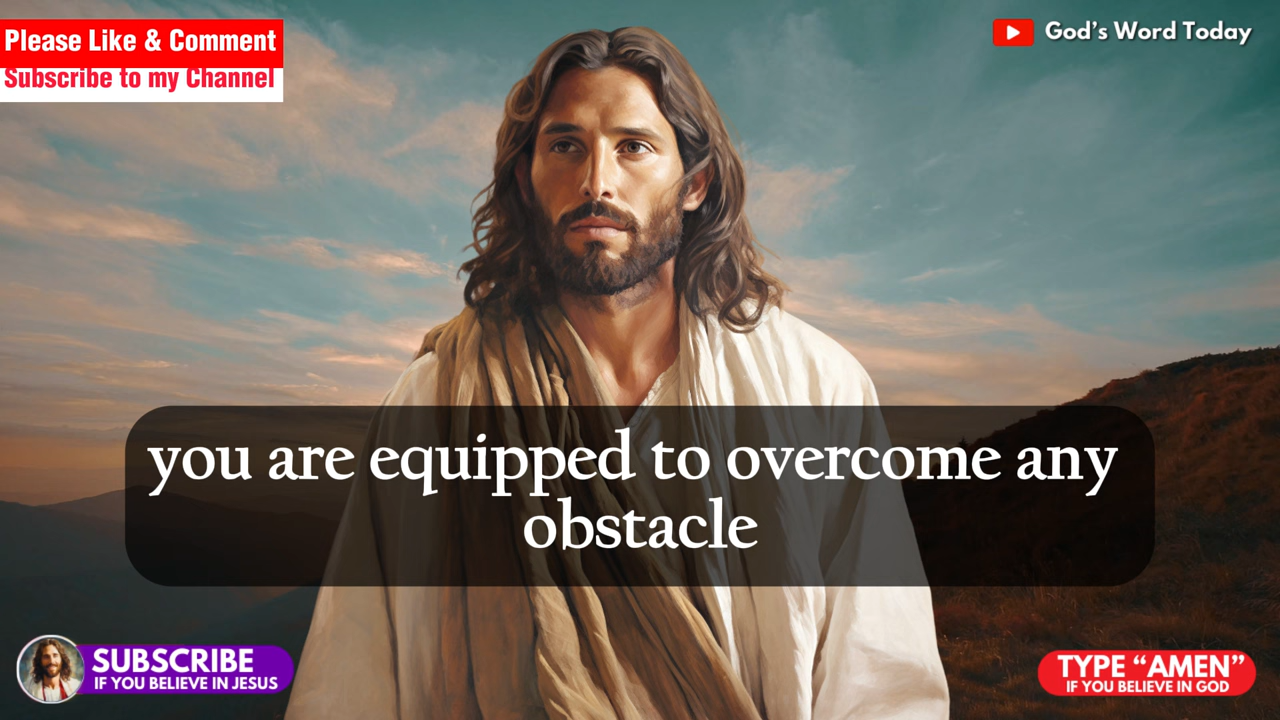 Please Like & Comment
Subscribe to my Channel
God's Word Today
you are equipped to overcome any
obstacle
SUBSCRIBE
IF YOU BELIEVE IN JESUS
TYPE “AMEN”
IF YOU BELIEVE IN GOD